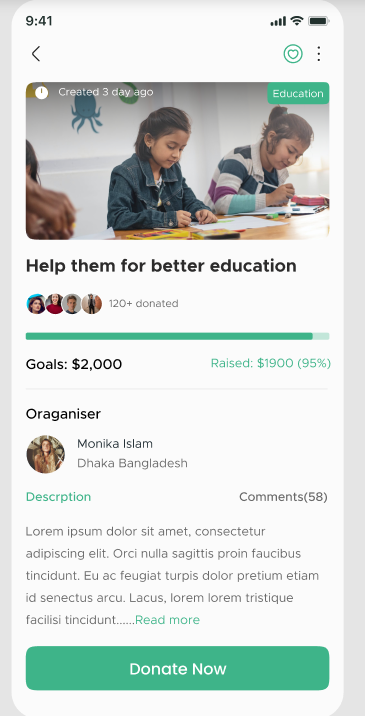 9:41
Created 3 day ago
Education
Help them for better education
120+ donated
Goals: $2,000
Raised: $1900 (95%)
Oraganiser
Monika Islam
Dhaka Bangladesh
Descrption
Comments(58)
Lorem ipsum dolor sit amet, consectetur
adipiscing elit. Orci nulla sagittis proin faucibus
tincidunt. Eu ac feugiat turpis dolor pretium etiam
id senectus arcu. Lacus, lorem lorem tristique
facilisi tincidunt......Read more
Donate Now